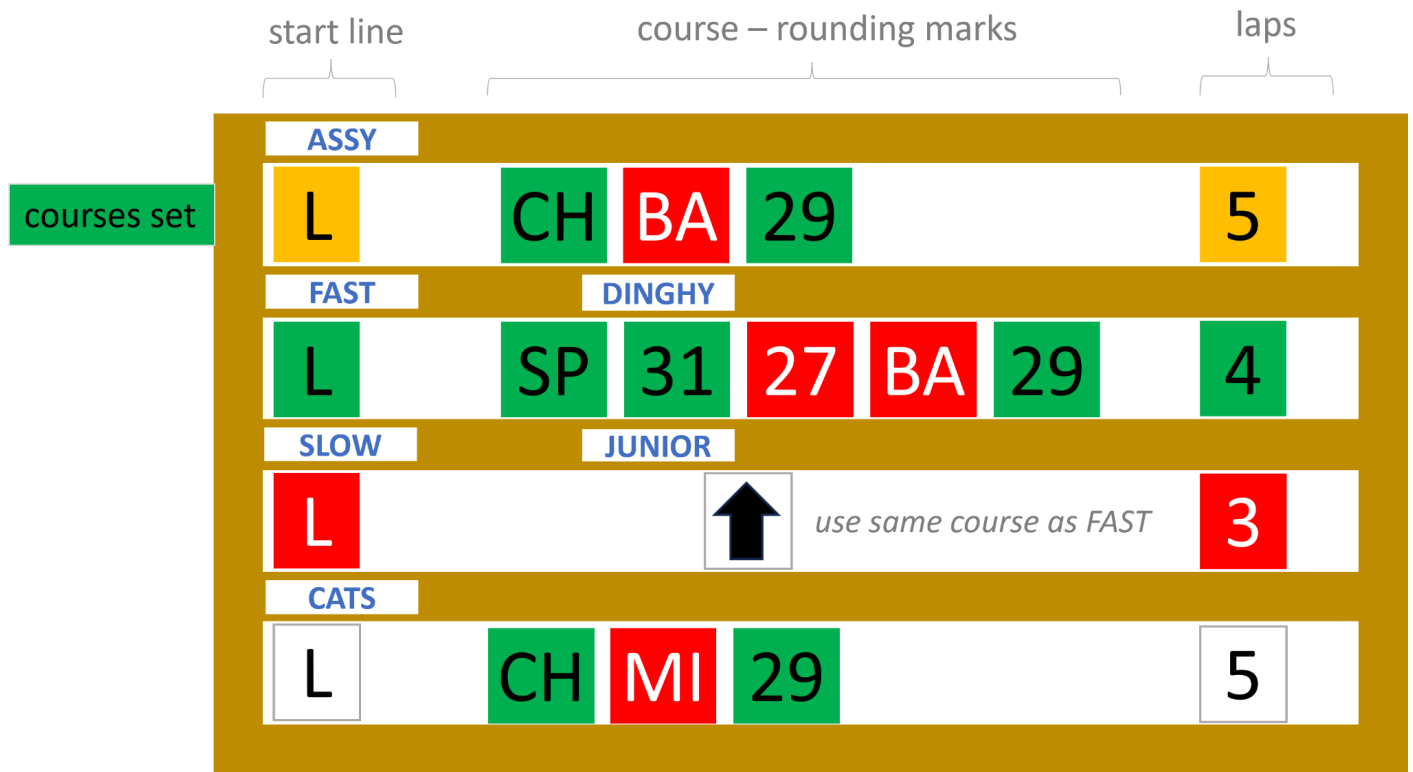 start line course – rounding marks laps
ASSY
courses set L CH BA 29 5
FAST DINGHY
L SP 31 27 BA 29 4
SLOW JUNIOR
L use same course as FAST 3
CATS
L CH MI 29 5